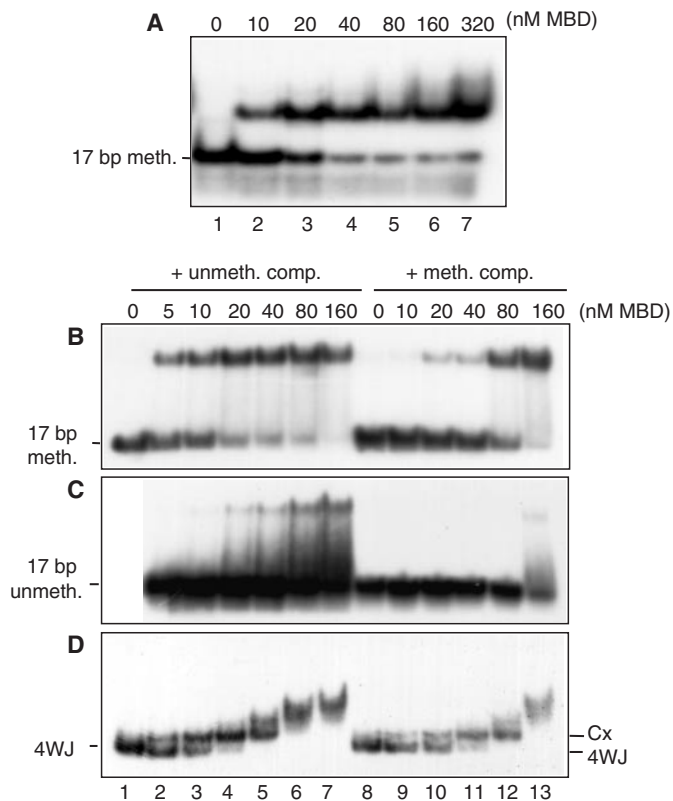 A 0 10 20 40 80 160 320 (nM MBD)
17 bp meth.
1 2 3 4 5 6 7
+ unmeth. comp. + meth. comp.
0 5 10 20 40 80 160 0 10 20 40 80 160 (nM MBD)
B
17 bp
meth.
C
17 bp
unmeth.
D
4WJ
Cx
4WJ
1 2 3 4 5 6 7 8 9 10 11 12 13